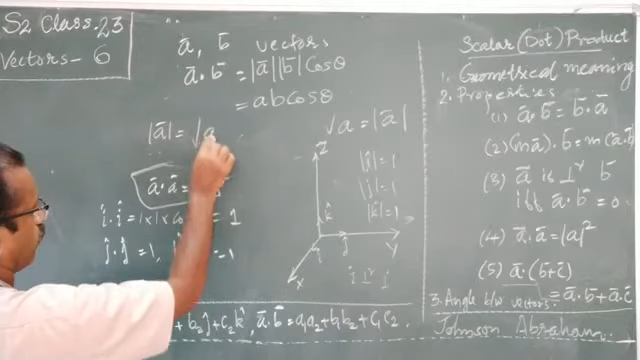 S2 Class-23
Vectors-6
a̅, b̅ vectors
a̅·b̅ = |a̅||b̅|Cosθ
= abcosθ
|a̅| = √a
√a = |a̅|
a̅·a̅ =
î·î = 1×1×co = 1
ĵ·ĵ = 1, = 1
Z
|î| = 1
|ĵ| = 1
|k̂| = 1
k̂
i
j
Y
X
î ⊥r ĵ
+ b₂ĵ + c₂k̂, a̅·b̅ = a₁a₂+b₁b₂+c₁c₂.
Scalar (Dot) Product
1. Geometrical meaning
2. Properties
(1) a̅·b̅ = b̅·a̅
(2) (ma̅)·b̅ = m(a̅·b̅)
(3) a̅ is ⊥r b̅
iff a̅·b̅ = 0
(4) a̅·a̅ = |a̅|²
(5) a̅·(b̅+c̅)
= a̅·b̅ + a̅·c̅
3. Angle b/w vectors
Johnson Abraham